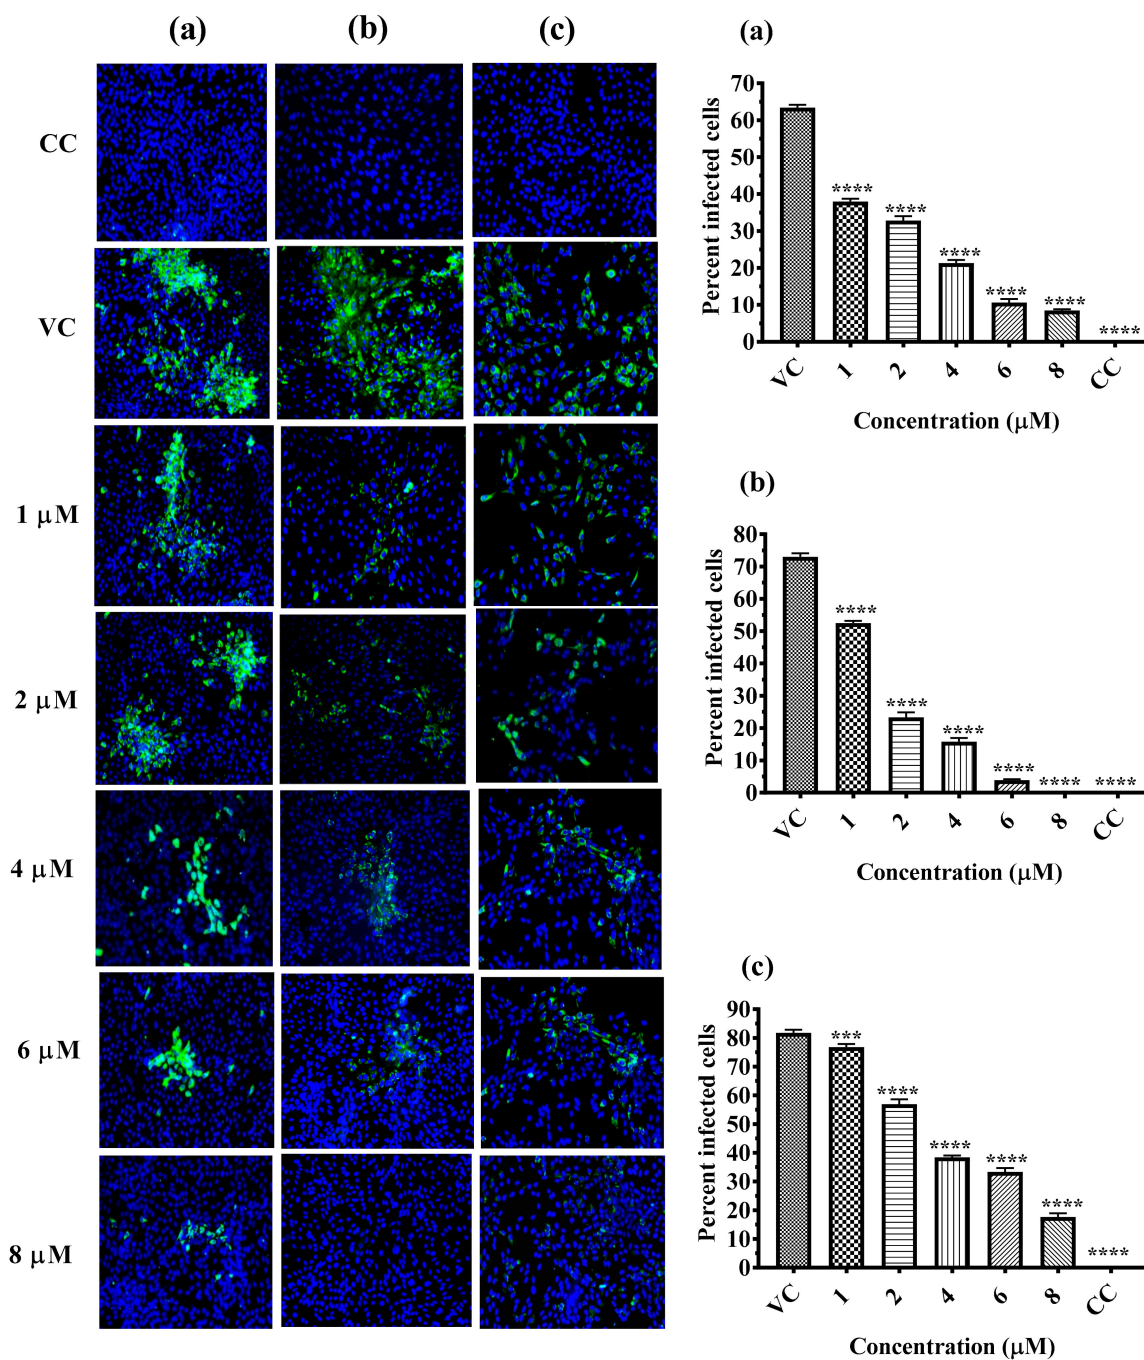 (a) (b) (c)
CC
VC
1 μM
2 μM
4 μM
6 μM
8 μM
(a)
Percent infected cells
70
60
50
40
30
20
10
0
****
****
****
****
****
****
VC 1 2 4 6 8 CC
Concentration (μM)
(b)
Percent infected cells
80
70
60
50
40
30
20
10
0
****
****
****
****
**** ****
VC 1 2 4 6 8 CC
Concentration (μM)
(c)
Percent infected cells
90
80
70
60
50
40
30
20
10
0
***
****
****
****
****
****
VC 1 2 4 6 8 CC
Concentration (μM)